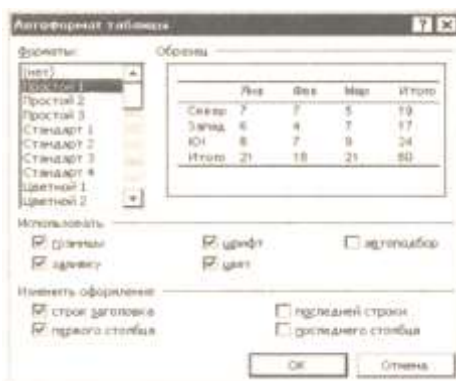 Автоформат таблицы
Форматы: Образец
(нет)
Простой 1
Простой 2
Простой 3
Стандарт 1
Стандарт 2
Стандарт 3
Стандарт 4
Цветной 1
Цветной 2
Янв Фев Мар Итого
Север 7 7 5 19
Запад 6 4 7 17
Юг 8 7 9 24
Итого 21 18 21 60
Использовать
границы шрифт автоподбор
заливку цвет
Изменить оформление
строк заголовка последней строки
первого столбца последнего столбца
OK Отмена